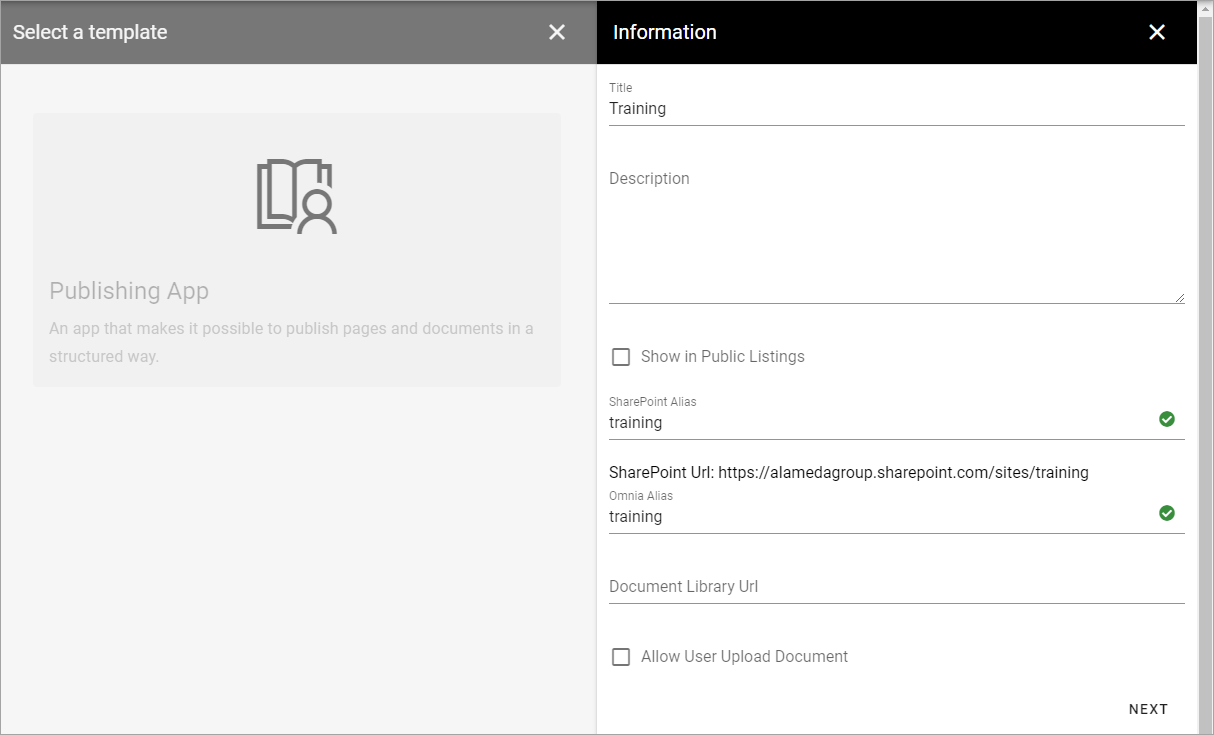 Select a template
Publishing App
An app that makes it possible to publish pages and documents in a
structured way.
Information
Title
Training
Description
Show in Public Listings
SharePoint Alias
training
SharePoint Url: https://alamedagroup.sharepoint.com/sites/training
Omnia Alias
training
Document Library Url
Allow User Upload Document
NEXT